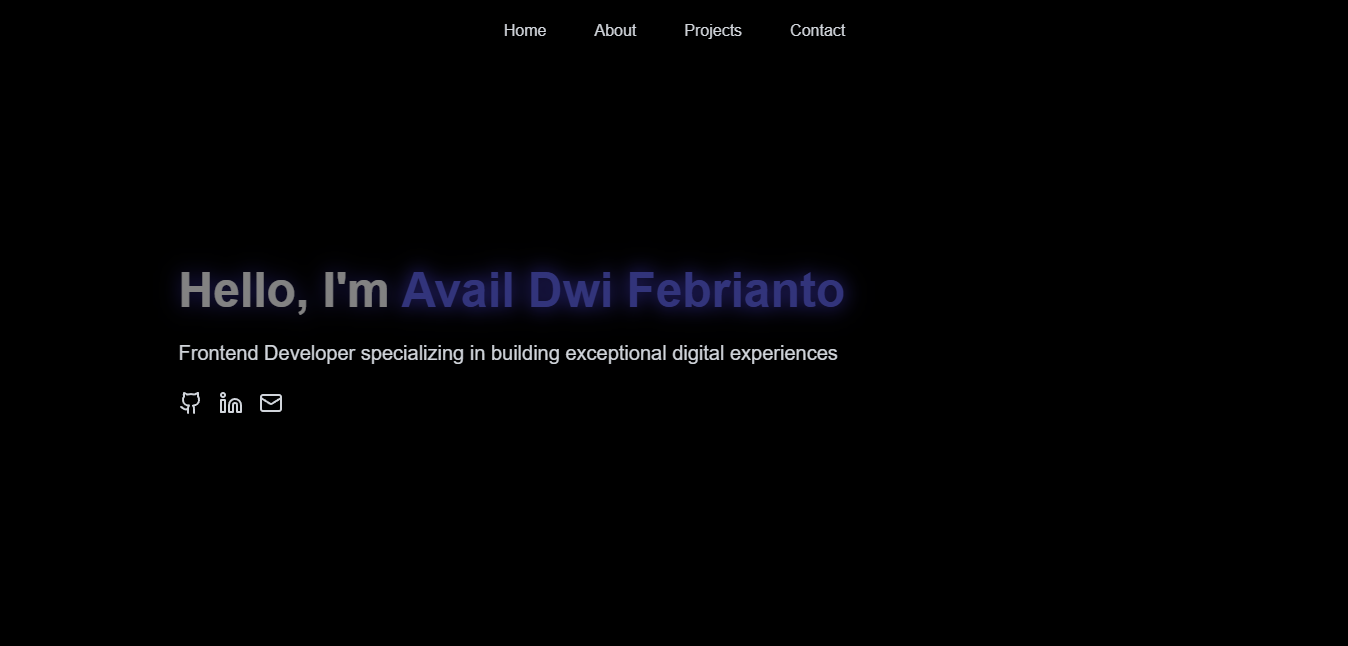 Home About Projects Contact
Hello, I'm Avail Dwi Febrianto
Frontend Developer specializing in building exceptional digital experiences